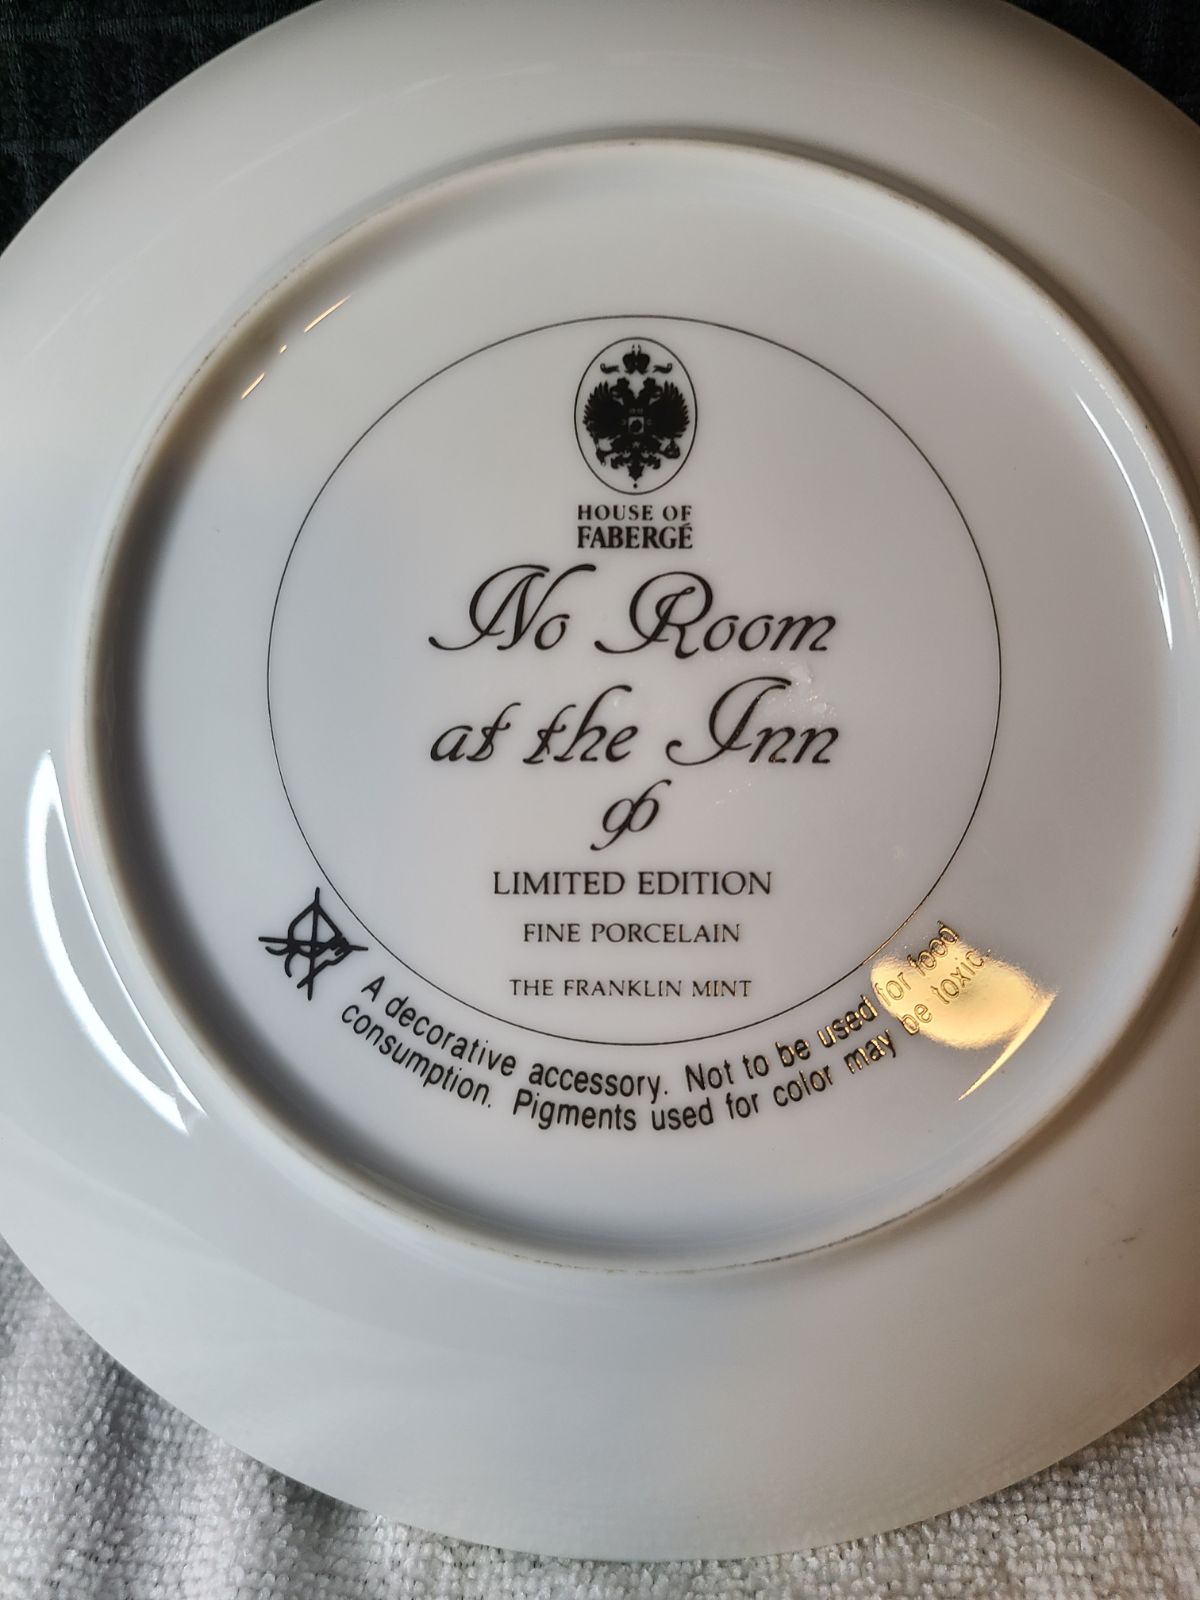 HOUSE OF
FABERGÉ
No Room
at the Inn
LIMITED EDITION
FINE PORCELAIN
THE FRANKLIN MINT
A decorative accessory. Not to be used for food
consumption. Pigments used for color may be toxic.